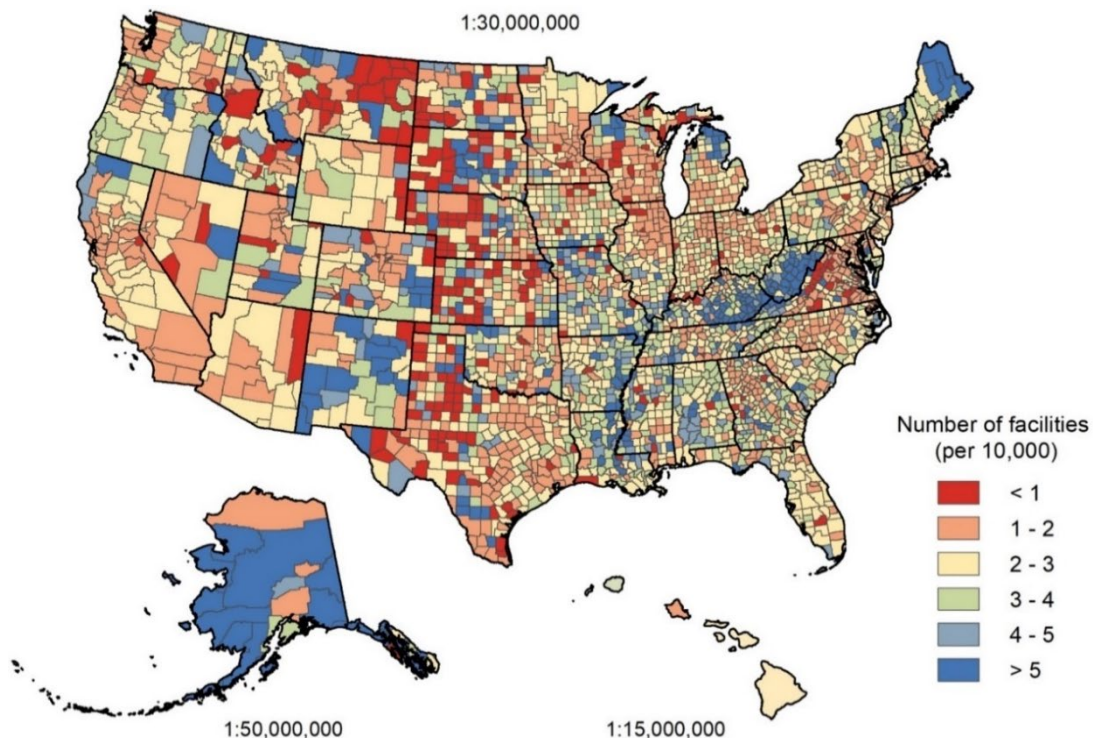 1:30,000,000
Number of facilities
(per 10,000)
< 1
1 - 2
2 - 3
3 - 4
4 - 5
> 5
1:50,000,000
1:15,000,000